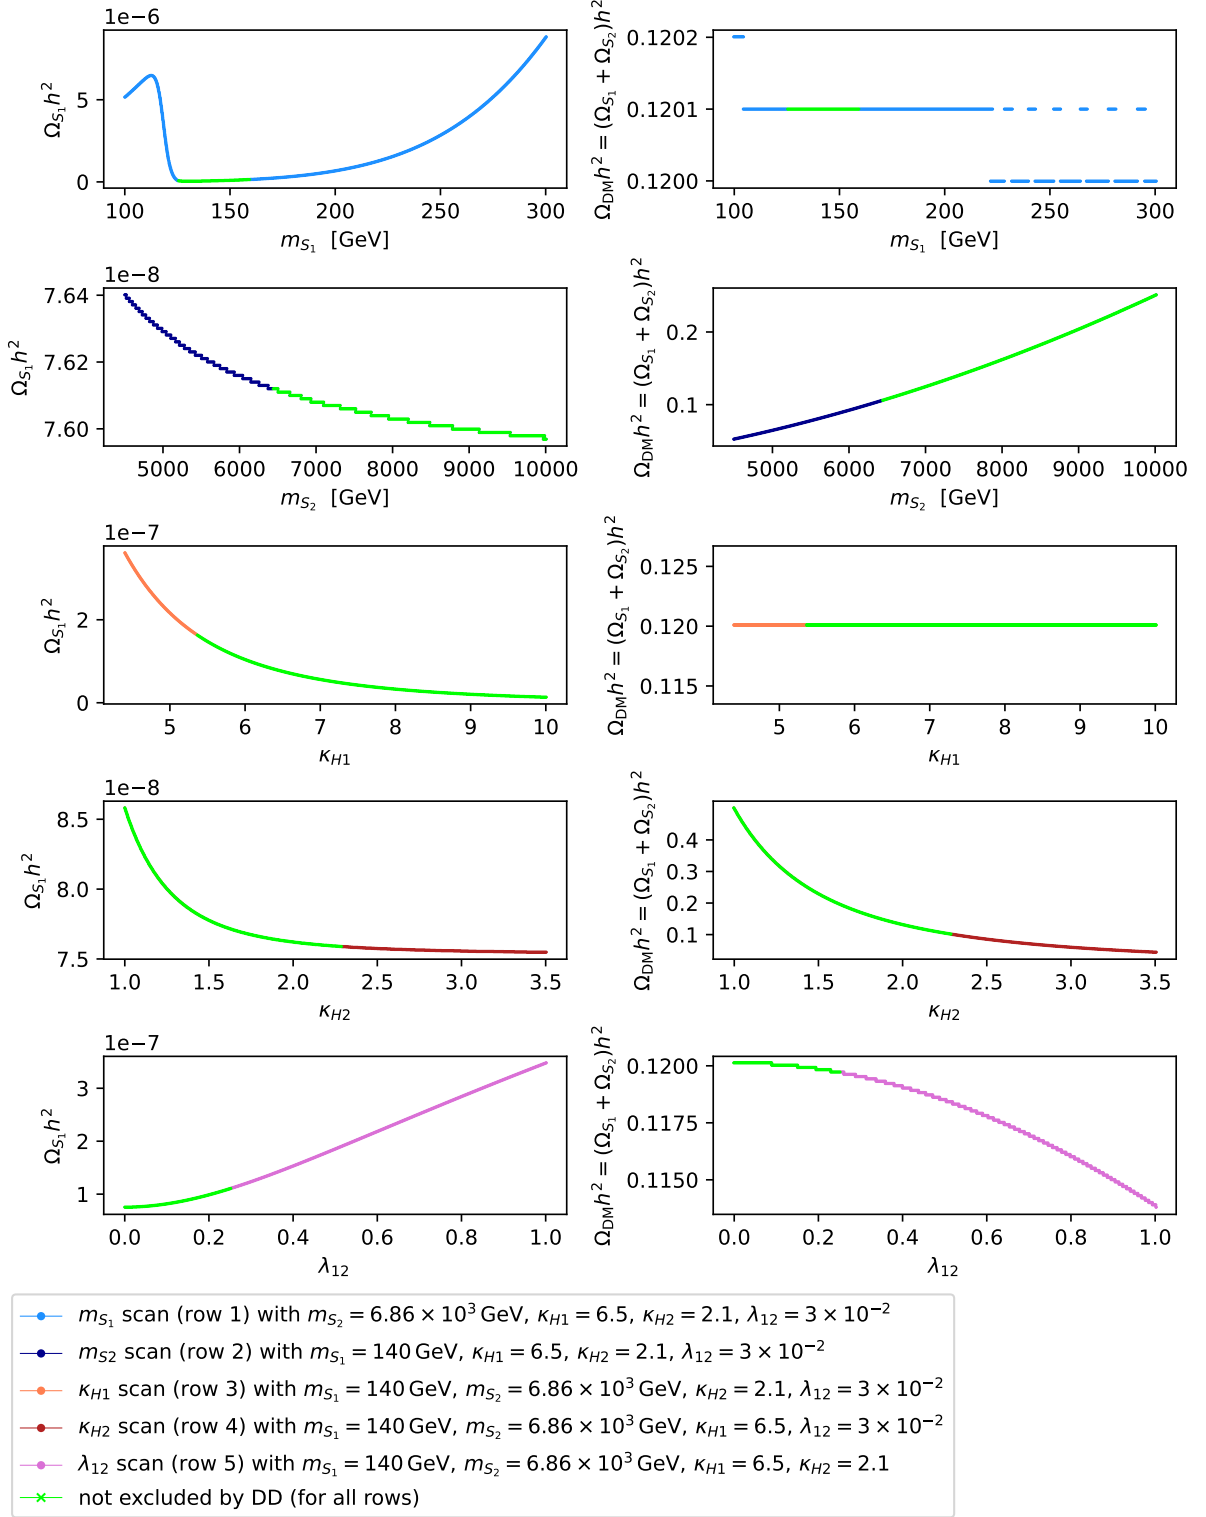 1e−6
Ω_{S_1}h^2
5
0
100 150 200 250 300
m_{S_1} [GeV]
Ω_{DM}h^2 = (Ω_{S_1} + Ω_{S_2})h^2
0.1202
0.1201
0.1200
100 150 200 250 300
m_{S_1} [GeV]
1e−8
Ω_{S_1}h^2
7.64
7.62
7.60
5000 6000 7000 8000 9000 10000
m_{S_2} [GeV]
Ω_{DM}h^2 = (Ω_{S_1} + Ω_{S_2})h^2
0.2
0.1
5000 6000 7000 8000 9000 10000
m_{S_2} [GeV]
1e−7
Ω_{S_1}h^2
2
0
5 6 7 8 9 10
κ_{H1}
Ω_{DM}h^2 = (Ω_{S_1} + Ω_{S_2})h^2
0.125
0.120
0.115
5 6 7 8 9 10
κ_{H1}
1e−8
Ω_{S_1}h^2
8.5
8.0
7.5
1.0 1.5 2.0 2.5 3.0 3.5
κ_{H2}
Ω_{DM}h^2 = (Ω_{S_1} + Ω_{S_2})h^2
0.4
0.3
0.2
0.1
1.0 1.5 2.0 2.5 3.0 3.5
κ_{H2}
1e−7
Ω_{S_1}h^2
3
2
1
0.0 0.2 0.4 0.6 0.8 1.0
λ_{12}
Ω_{DM}h^2 = (Ω_{S_1} + Ω_{S_2})h^2
0.1200
0.1175
0.1150
0.0 0.2 0.4 0.6 0.8 1.0
λ_{12}
m_{S_1} scan (row 1) with m_{S_2} = 6.86 × 10^3 GeV, κ_{H1} = 6.5, κ_{H2} = 2.1, λ_{12} = 3 × 10^{−2}
m_{S2} scan (row 2) with m_{S_1} = 140 GeV, κ_{H1} = 6.5, κ_{H2} = 2.1, λ_{12} = 3 × 10^{−2}
κ_{H1} scan (row 3) with m_{S_1} = 140 GeV, m_{S_2} = 6.86 × 10^3 GeV, κ_{H2} = 2.1, λ_{12} = 3 × 10^{−2}
κ_{H2} scan (row 4) with m_{S_1} = 140 GeV, m_{S_2} = 6.86 × 10^3 GeV, κ_{H1} = 6.5, λ_{12} = 3 × 10^{−2}
λ_{12} scan (row 5) with m_{S_1} = 140 GeV, m_{S_2} = 6.86 × 10^3 GeV, κ_{H1} = 6.5, κ_{H2} = 2.1
not excluded by DD (for all rows)